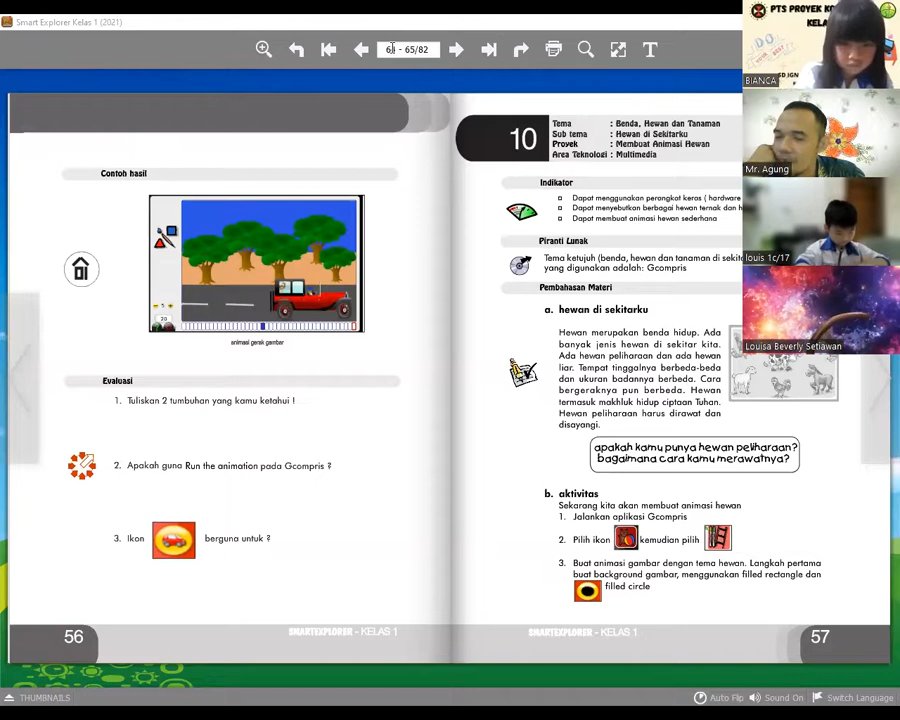 Smart Explorer Kelas 1 (2021)
- 65/82
PTS PROYEK KO
KELA
DO
SD IGN
BIANCA
Mr. Agung
louis 1c/17
Louisa Beverly Setiawan
Contoh hasil
5
20
animasi gerak gambar
Evaluasi
1. Tuliskan 2 tumbuhan yang kamu ketahui !
2. Apakah guna Run the animation pada Gcompris ?
3. Ikon berguna untuk ?
56
SMARTEXPLORER - KELAS 1
10
Tema : Benda, Hewan dan Tanaman
Sub tema : Hewan di Sekitarku
Proyek : Membuat Animasi Hewan
Area Teknologi : Multimedia
Indikator
Dapat menggunakan perangkat keras ( hardware
Dapat menyebutkan berbagai hewan ternak dan h
Dapat membuat animasi hewan sederhana
Piranti Lunak
Tema ketujuh (benda, hewan dan tanaman di sekit
yang digunakan adalah: Gcompris
Pembahasan Materi
a. hewan di sekitarku
Hewan merupakan benda hidup. Ada
banyak jenis hewan di sekitar kita.
Ada hewan peliharaan dan ada hewan
liar. Tempat tinggalnya berbeda-beda
dan ukuran badannya berbeda. Cara
bergeraknya pun berbeda. Hewan
termasuk makhluk hidup ciptaan Tuhan.
Hewan peliharaan harus dirawat dan
disayangi.
apakah kamu punya hewan peliharaan?
bagaimana cara kamu merawatnya?
b. aktivitas
Sekarang kita akan membuat animasi hewan
1. Jalankan aplikasi Gcompris
2. Pilih ikon kemudian pilih
3. Buat animasi gambar dengan tema hewan. Langkah pertama
buat background gambar, menggunakan filled rectangle dan
filled circle
SMARTEXPLORER - KELAS 1
57
THUMBNAILS
Auto Flip
Sound On
Switch Language